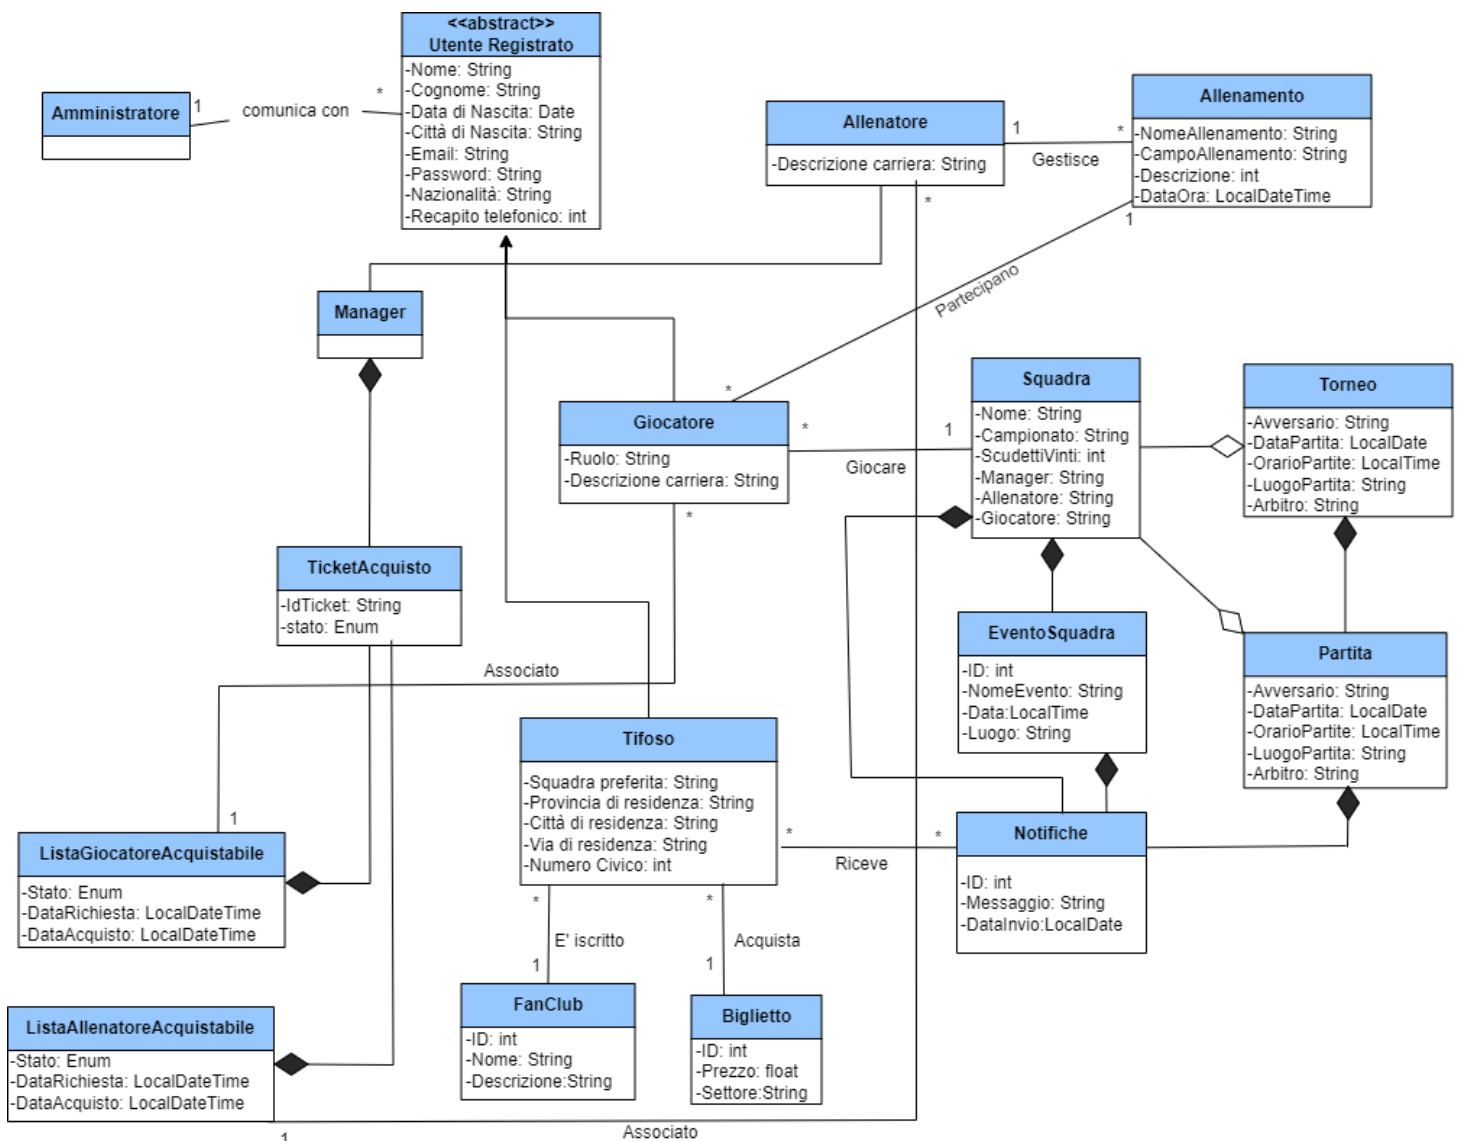 <<abstract>>
Utente Registrato
-Nome: String
-Cognome: String
-Data di Nascita: Date
-Città di Nascita: String
-Email: String
-Password: String
-Nazionalità: String
-Recapito telefonico: int
Amministratore
1
comunica con
*
Allenatore
-Descrizione carriera: String
1
Gestisce
*
*
Allenamento
-NomeAllenamento: String
-CampoAllenamento: String
-Descrizione: int
-DataOra: LocalDateTime
1
Partecipano
*
Manager
Giocatore
-Ruolo: String
-Descrizione carriera: String
*
*
Giocare
1
Squadra
-Nome: String
-Campionato: String
-ScudettiVinti: int
-Manager: String
-Allenatore: String
-Giocatore: String
Torneo
-Avversario: String
-DataPartita: LocalDate
-OrarioPartite: LocalTime
-LuogoPartita: String
-Arbitro: String
TicketAcquisto
-IdTicket: String
-stato: Enum
Associato
EventoSquadra
-ID: int
-NomeEvento: String
-Data:LocalTime
-Luogo: String
Partita
-Avversario: String
-DataPartita: LocalDate
-OrarioPartite: LocalTime
-LuogoPartita: String
-Arbitro: String
Tifoso
-Squadra preferita: String
-Provincia di residenza: String
-Città di residenza: String
-Via di residenza: String
-Numero Civico: int
*
Riceve
*
Notifiche
-ID: int
-Messaggio: String
-DataInvio:LocalDate
1
ListaGiocatoreAcquistabile
-Stato: Enum
-DataRichiesta: LocalDateTime
-DataAcquisto: LocalDateTime
*
E' iscritto
1
*
Acquista
1
FanClub
-ID: int
-Nome: String
-Descrizione:String
Biglietto
-ID: int
-Prezzo: float
-Settore:String
ListaAllenatoreAcquistabile
-Stato: Enum
-DataRichiesta: LocalDateTime
-DataAcquisto: LocalDateTime
1
Associato